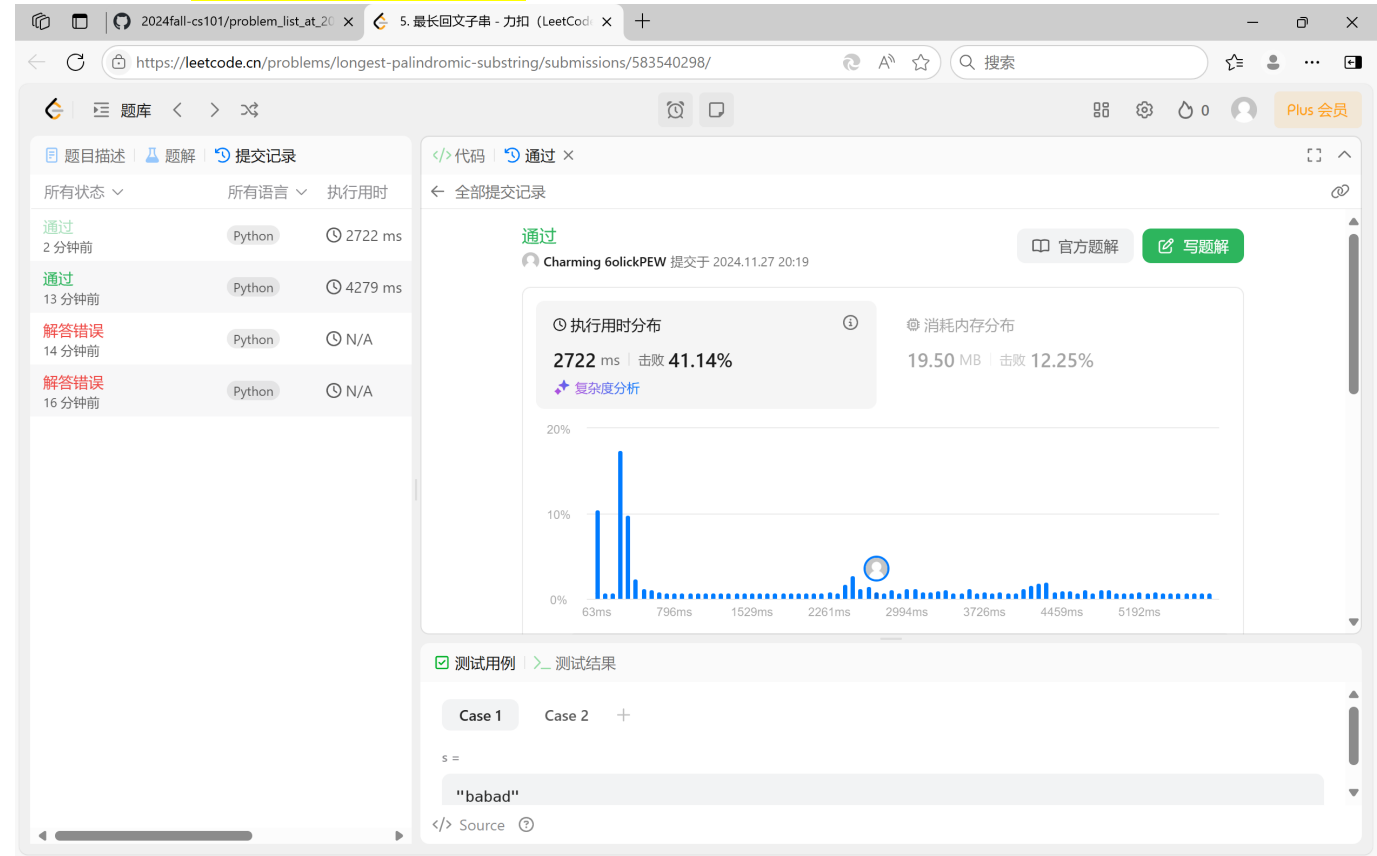 2024fall-cs101/problem_list_at_20
5. 最长回文子串 - 力扣（LeetCod
https://leetcode.cn/problems/longest-palindromic-substring/submissions/583540298/
搜索
题库
0
Plus 会员
题目描述 题解 提交记录
所有状态 所有语言 执行用时
通过
2 分钟前
Python
2722 ms
通过
13 分钟前
Python
4279 ms
解答错误
14 分钟前
Python
N/A
解答错误
16 分钟前
Python
N/A
</>代码 通过
全部提交记录
通过
Charming 6olickPEW 提交于 2024.11.27 20:19
官方题解
写题解
执行用时分布
2722 ms 击败 41.14%
复杂度分析
消耗内存分布
19.50 MB 击败 12.25%
20%
10%
0%
63ms 796ms 1529ms 2261ms 2994ms 3726ms 4459ms 5192ms
测试用例 >_ 测试结果
Case 1 Case 2 +
s =
"babad"
</> Source